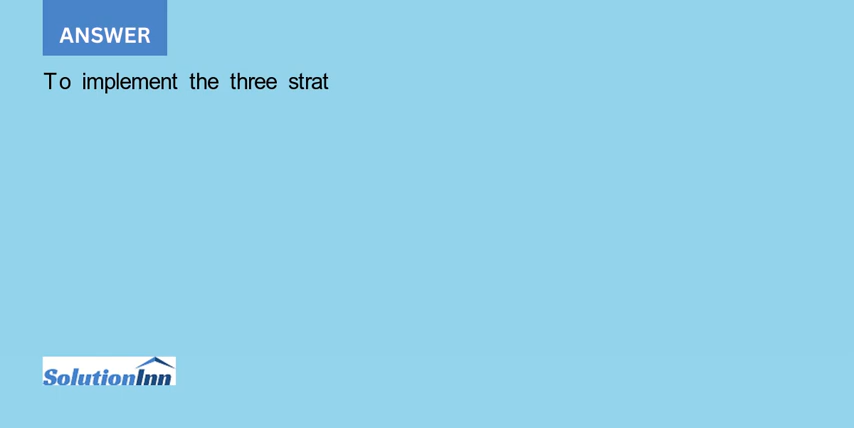 ANSWER
To implement the three strat
SolutionInn